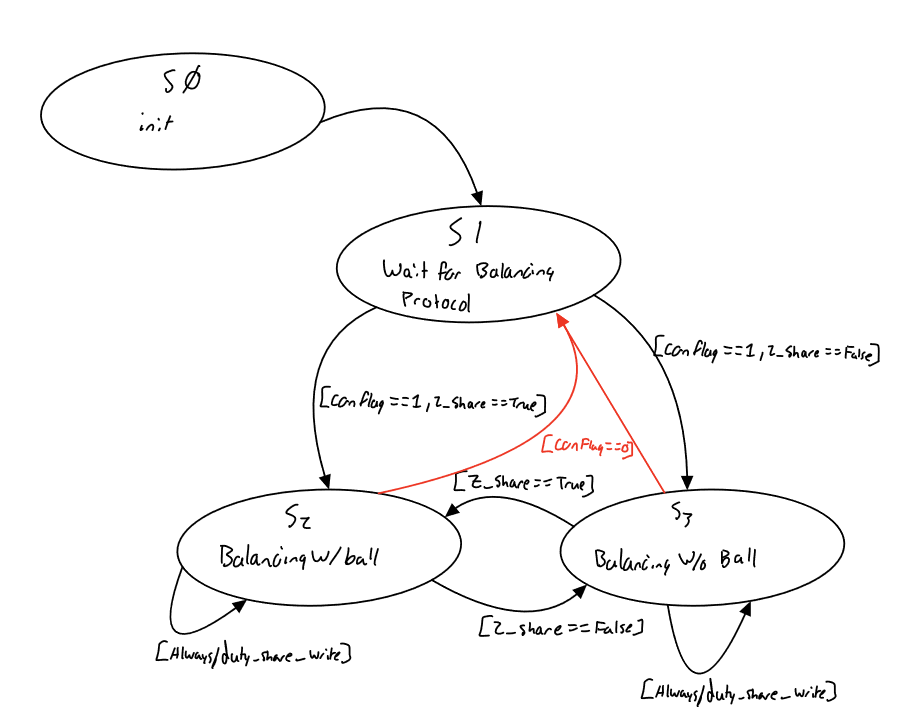 S0
init
S1
Wait for Balancing
Protocol
[Conflag==1, Z_share==False]
[Conflag==1, Z_share==True]
[ConFlag==0]
[Z_share==True]
S2
Balancing W/ball
S3
Balancing W/o Ball
[Z_share==False]
[Always/duty_share_write]
[Always/duty_share_write]